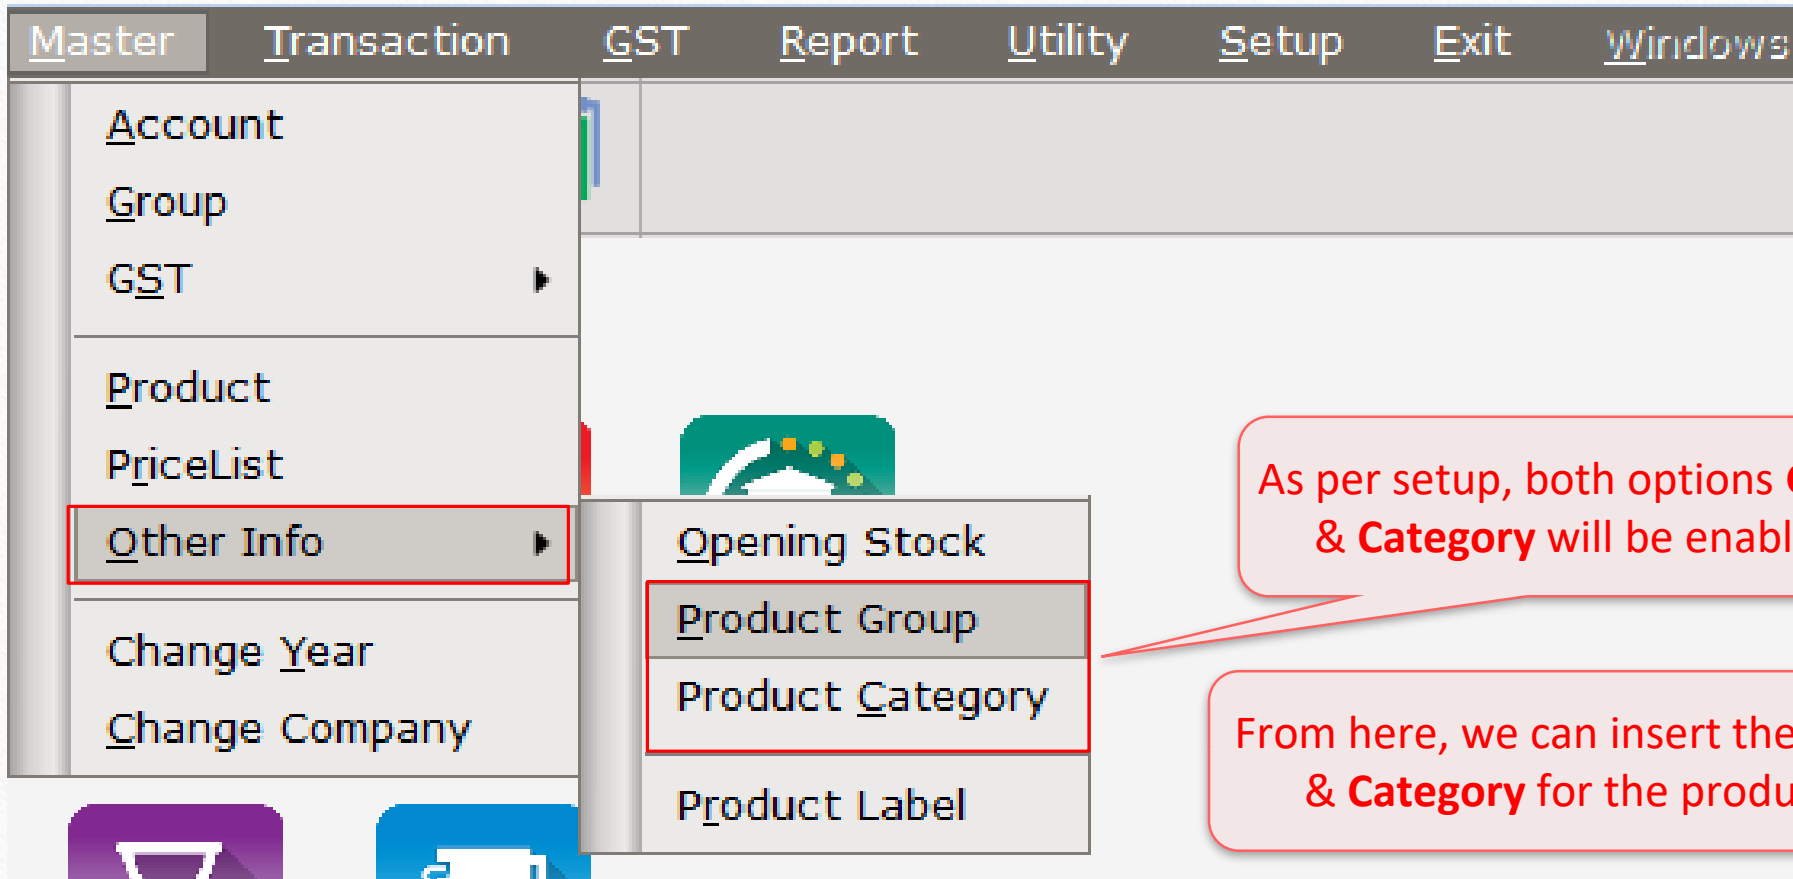 Master Transaction GST Report Utility Setup Exit Windows
Account
Group
GST
Product
PriceList
Other Info
Change Year
Change Company
Opening Stock
Product Group
Product Category
Product Label
As per setup, both options
& Category will be enabl
From here, we can insert the
& Category for the produ